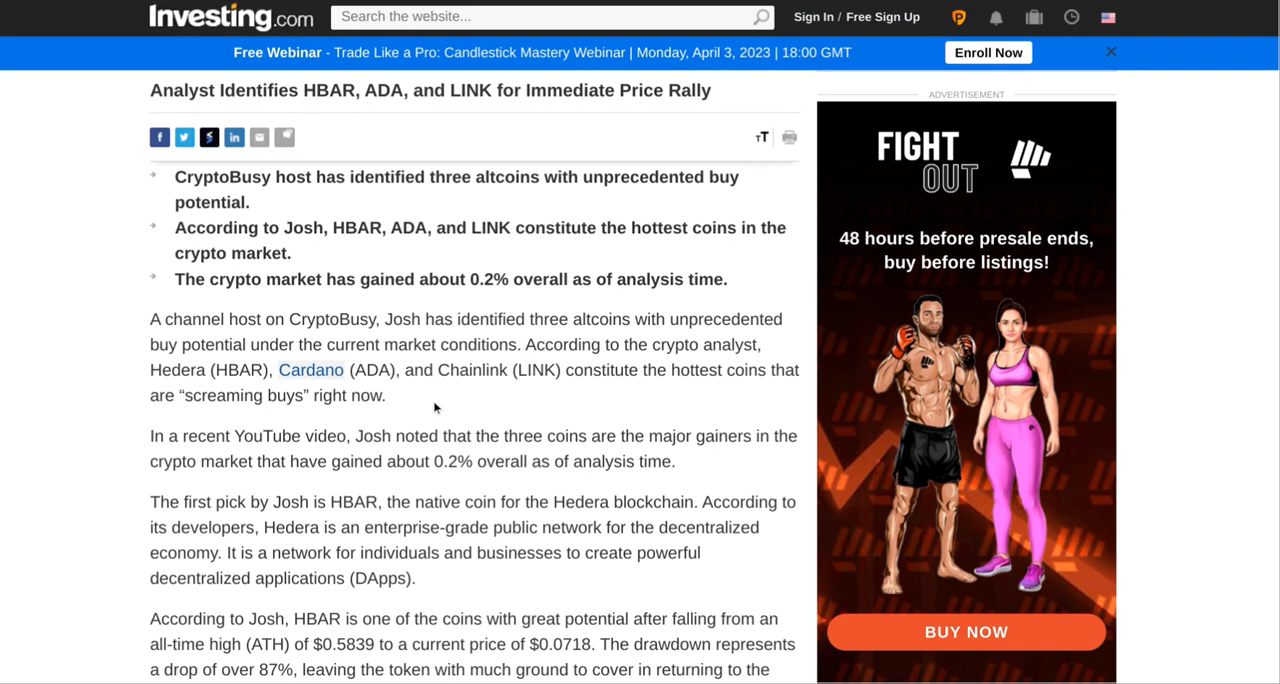 Investing.com
Search the website...
Sign In / Free Sign Up
Free Webinar - Trade Like a Pro: Candlestick Mastery Webinar | Monday, April 3, 2023 | 18:00 GMT
Enroll Now
Analyst Identifies HBAR, ADA, and LINK for Immediate Price Rally
CryptoBusy host has identified three altcoins with unprecedented buy
potential.
According to Josh, HBAR, ADA, and LINK constitute the hottest coins in the
crypto market.
The crypto market has gained about 0.2% overall as of analysis time.
A channel host on CryptoBusy, Josh has identified three altcoins with unprecedented
buy potential under the current market conditions. According to the crypto analyst,
Hedera (HBAR), Cardano (ADA), and Chainlink (LINK) constitute the hottest coins that
are “screaming buys” right now.
In a recent YouTube video, Josh noted that the three coins are the major gainers in the
crypto market that have gained about 0.2% overall as of analysis time.
The first pick by Josh is HBAR, the native coin for the Hedera blockchain. According to
its developers, Hedera is an enterprise-grade public network for the decentralized
economy. It is a network for individuals and businesses to create powerful
decentralized applications (DApps).
According to Josh, HBAR is one of the coins with great potential after falling from an
all-time high (ATH) of $0.5839 to a current price of $0.0718. The drawdown represents
a drop of over 87%, leaving the token with much ground to cover in returning to the
ADVERTISEMENT
FIGHT
OUT
48 hours before presale ends,
buy before listings!
BUY NOW